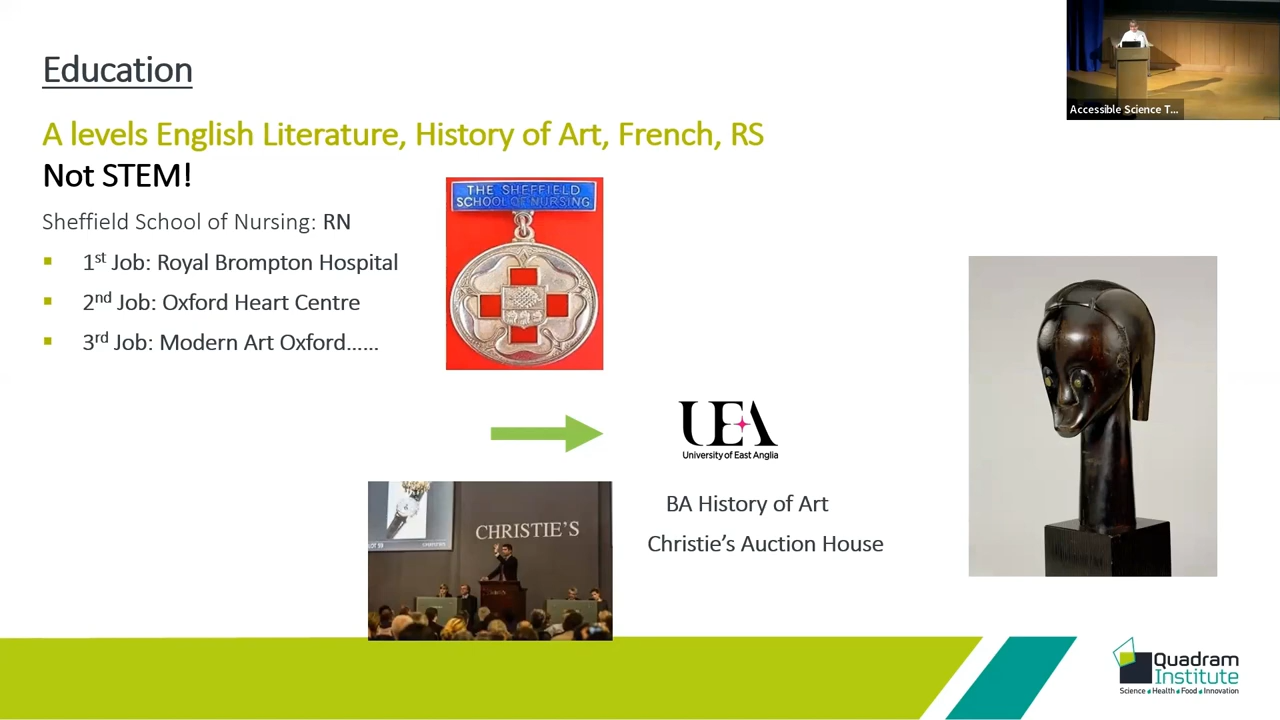 Education
A levels English Literature, History of Art, French, RS
Not STEM!
Sheffield School of Nursing: RN
1st Job: Royal Brompton Hospital
2nd Job: Oxford Heart Centre
3rd Job: Modern Art Oxford......
THE SHEFFIELD
SCHOOL OF NURSING
Accessible Science T...
UEA
University of East Anglia
BA History of Art
Christie's Auction House
CHRISTIE'S
Quadram
Institute
Science Health Food Innovation